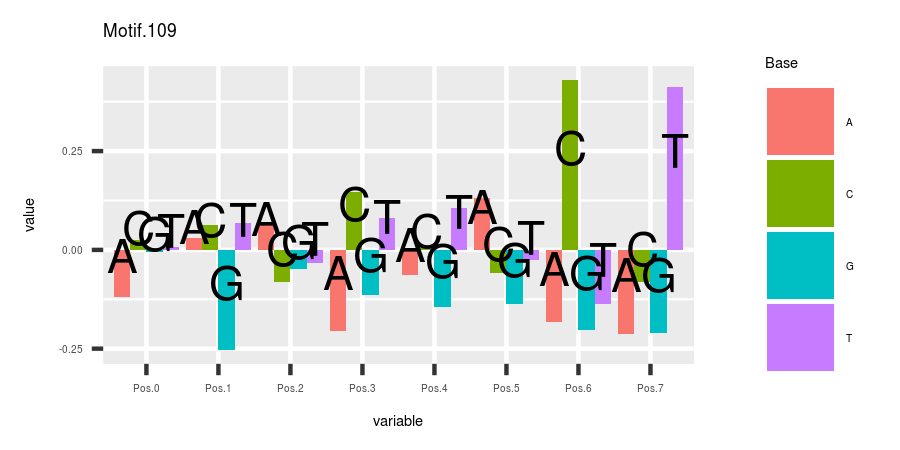 Motif.109
value
0.25
0.00
-0.25
A C G T A C G T A C G T A C G T A C G T A C G T A C G T A C G T
Pos.0 Pos.1 Pos.2 Pos.3 Pos.4 Pos.5 Pos.6 Pos.7
variable
Base
A
C
G
T